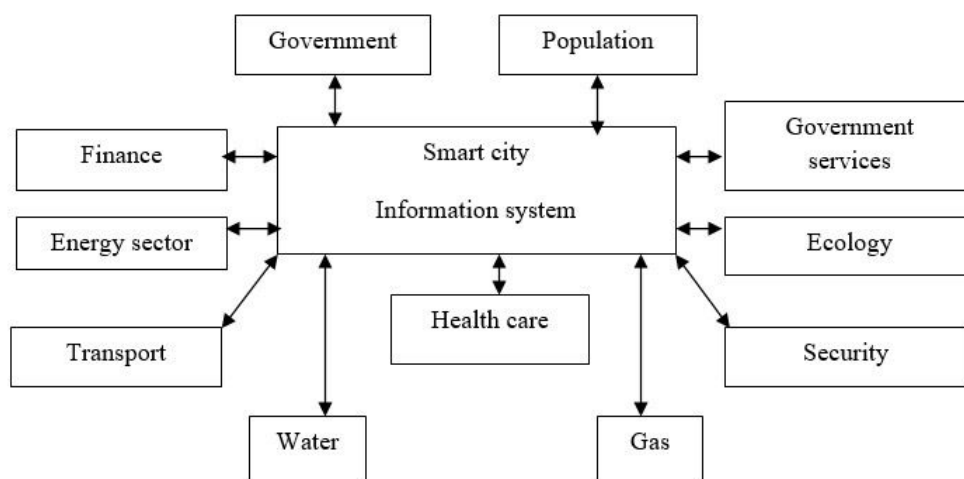 Government
Population
Finance
Smart city
Information system
Government
services
Energy sector
Ecology
Transport
Health care
Security
Water
Gas